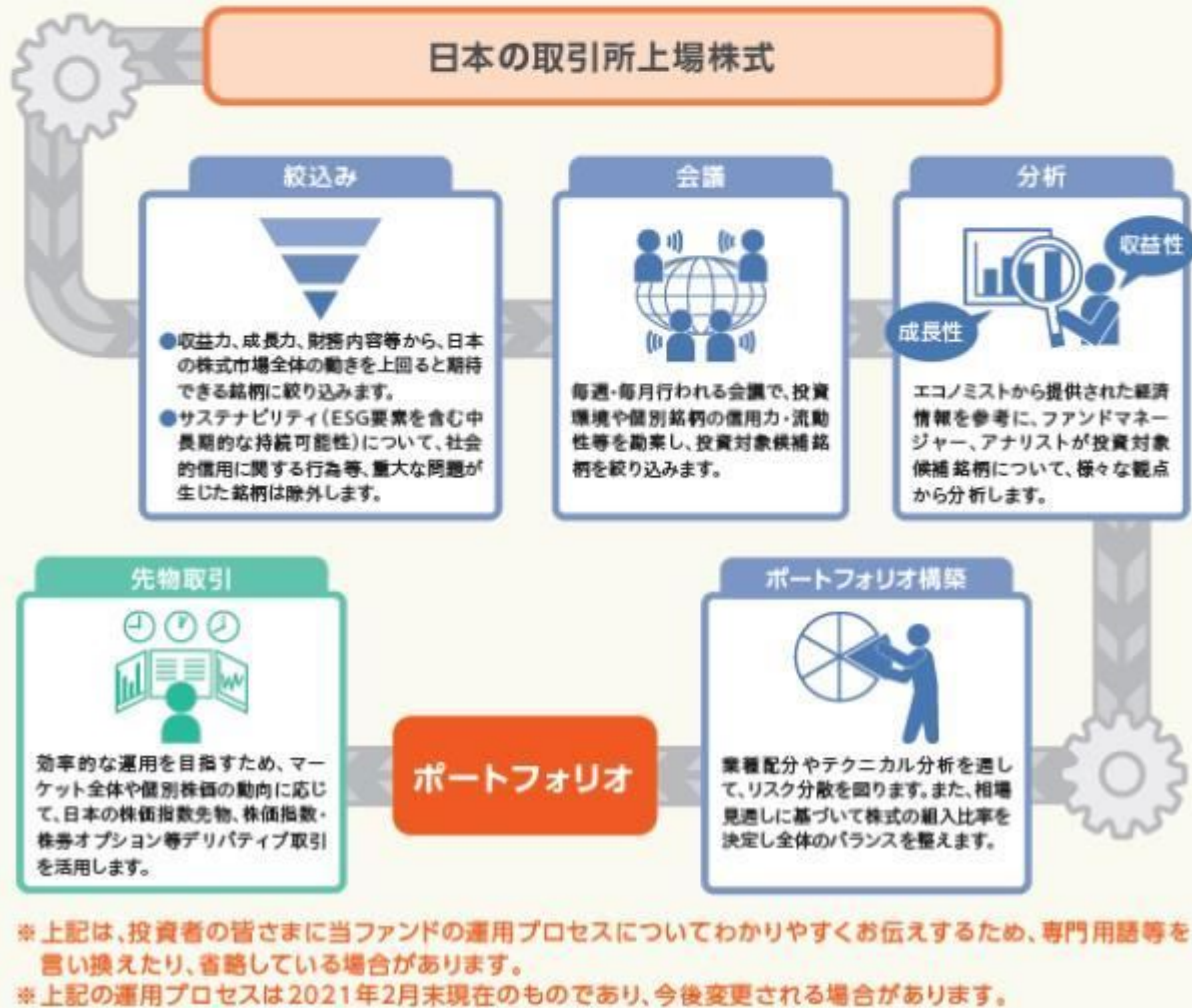 日本の取引所上場株式
絞込み
●収益力、成長力、財務内容等から、日本
の株式市場全体の動きを上回ると期待
できる銘柄に絞り込みます。
●サステナビリティ(ESG要素を含む中
長期的な持続可能性)について、社会
的信用に関する行為等、重大な問題が
生じた銘柄は除外します。
会議
毎週・毎月行われる会議で、投資
環境や個別銘柄の信用力・流動
性等を勘案し、投資対象候補銘
柄を絞り込みます。
分析
収益性
成長性
エコノミストから提供された経済
情報を参考に、ファンドマネー
ジャー、アナリストが投資対象
候補銘柄について、様々な観点
から分析します。
先物取引
効率的な運用を目指すため、マー
ケット全体や個別株価の動向に応じ
て、日本の株価指数先物、株価指数・
株券オプション等デリバティブ取引
を活用します。
ポートフォリオ
ポートフォリオ構築
業種配分やテクニカル分析を通し
て、リスク分散を図ります。また、相場
見通しに基づいて株式の組入比率を
決定し全体のバランスを整えます。
※上記は、投資者の皆さまに当ファンドの運用プロセスについてわかりやすくお伝えするため、専門用語等を
言い換えたり、省略している場合があります。
※上記の運用プロセスは2021年2月末現在のものであり、今後変更される場合があります。